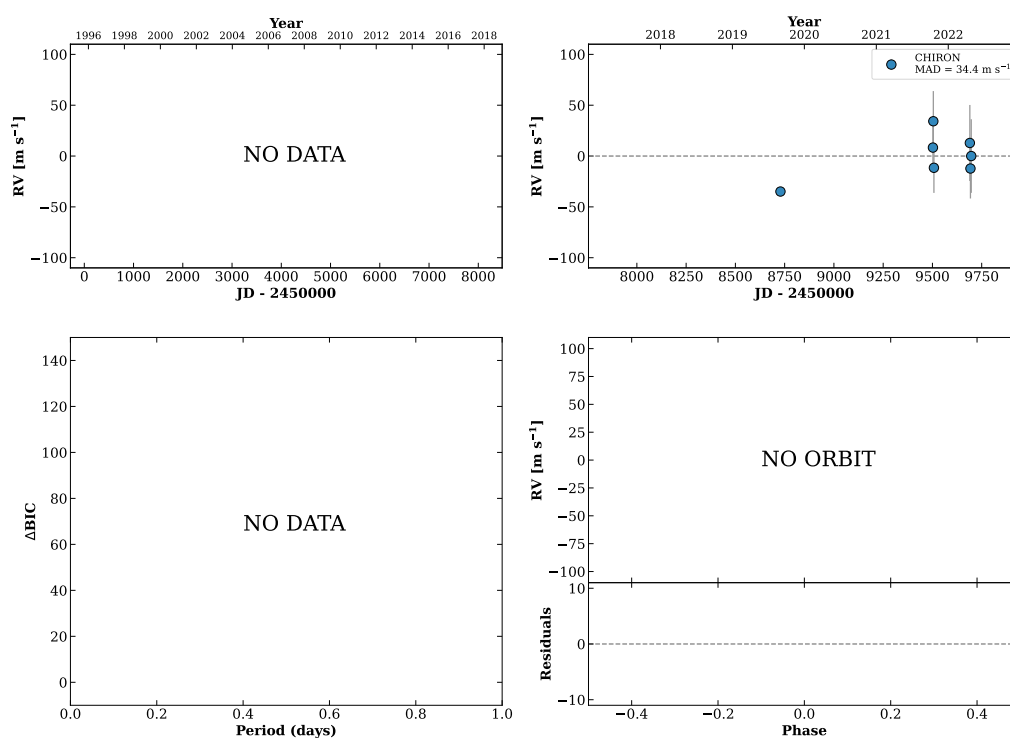 Year
1996 1998 2000 2002 2004 2006 2008 2010 2012 2014 2016 2018
100
50
0
−50
−100
RV [m s⁻¹]
NO DATA
0 1000 2000 3000 4000 5000 6000 7000 8000
JD - 2450000
Year
2018 2019 2020 2021 2022
CHIRON
MAD = 34.4 m s⁻¹
100
50
0
−50
−100
RV [m s⁻¹]
8000 8250 8500 8750 9000 9250 9500 9750
JD - 2450000
140
120
100
80
60
40
20
0
ΔBIC
NO DATA
0.0 0.2 0.4 0.6 0.8 1.0
Period (days)
100
75
50
25
0
−25
−50
−75
−100
RV [m s⁻¹]
NO ORBIT
10
0
−10
Residuals
−0.4 −0.2 0.0 0.2 0.4
Phase